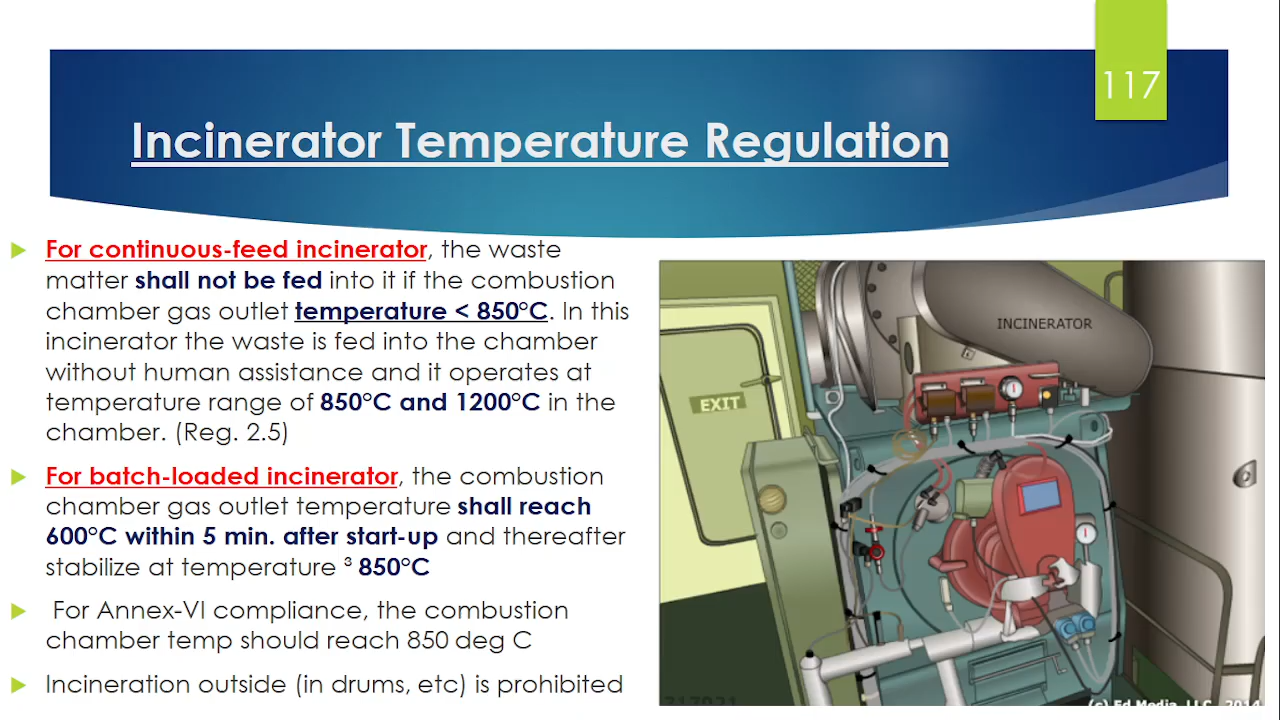 117
Incinerator Temperature Regulation
For continuous-feed incinerator, the waste
matter shall not be fed into it if the combustion
chamber gas outlet temperature < 850°C. In this
incinerator the waste is fed into the chamber
without human assistance and it operates at
temperature range of 850°C and 1200°C in the
chamber. (Reg. 2.5)
For batch-loaded incinerator, the combustion
chamber gas outlet temperature shall reach
600°C within 5 min. after start-up and thereafter
stabilize at temperature ³ 850°C
For Annex-VI compliance, the combustion
chamber temp should reach 850 deg C
Incineration outside (in drums, etc) is prohibited
INCINERATOR
EXIT
(c) Ed Media, LLC, 2014